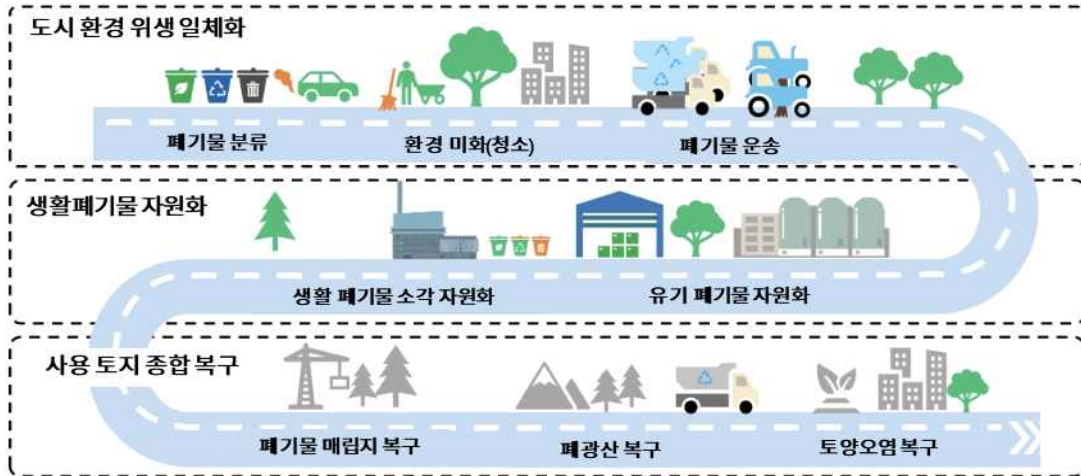 도시 환경 위생 일체화
폐기물 분류
환경 미화(청소)
폐기물 운송
생활폐기물 자원화
생활 폐기물 소각 자원화
유기 폐기물 자원화
사용 토지 종합 복구
폐기물 매립지 복구
폐광산 복구
토양오염 복구